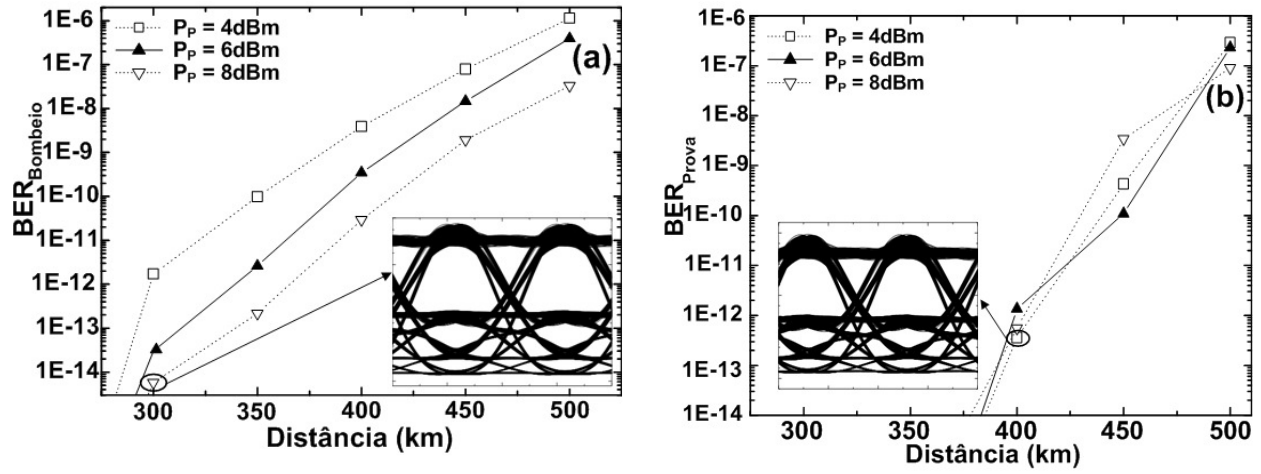 P_P = 4dBm
P_P = 6dBm
P_P = 8dBm
(a)
BER_Bombeio
1E-6
1E-7
1E-8
1E-9
1E-10
1E-11
1E-12
1E-13
1E-14
300 350 400 450 500
Distância (km)
P_P = 4dBm
P_P = 6dBm
P_P = 8dBm
(b)
BER_Prova
1E-6
1E-7
1E-8
1E-9
1E-10
1E-11
1E-12
1E-13
1E-14
300 350 400 450 500
Distância (km)